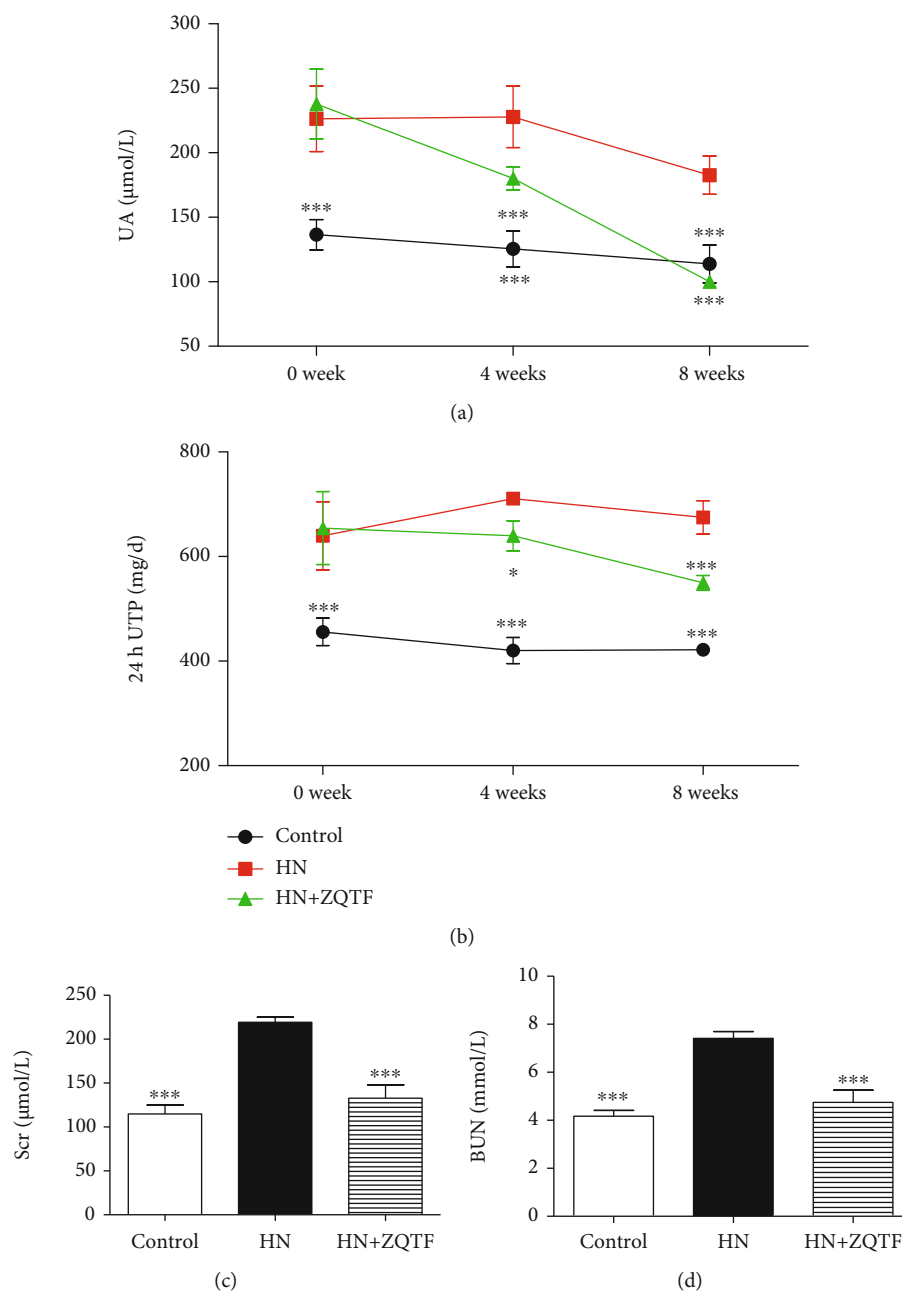 300
250
200
150
100
50
UA (μmol/L)
***
***
***
***
***
0 week
4 weeks
8 weeks
(a)
800
600
400
200
24 h UTP (mg/d)
***
*
***
***
***
0 week
4 weeks
8 weeks
Control
HN
HN+ZQTF
(b)
250
200
150
100
50
0
Scr (μmol/L)
***
***
Control
HN
HN+ZQTF
(c)
10
8
6
4
2
0
BUN (mmol/L)
***
***
Control
HN
HN+ZQTF
(d)